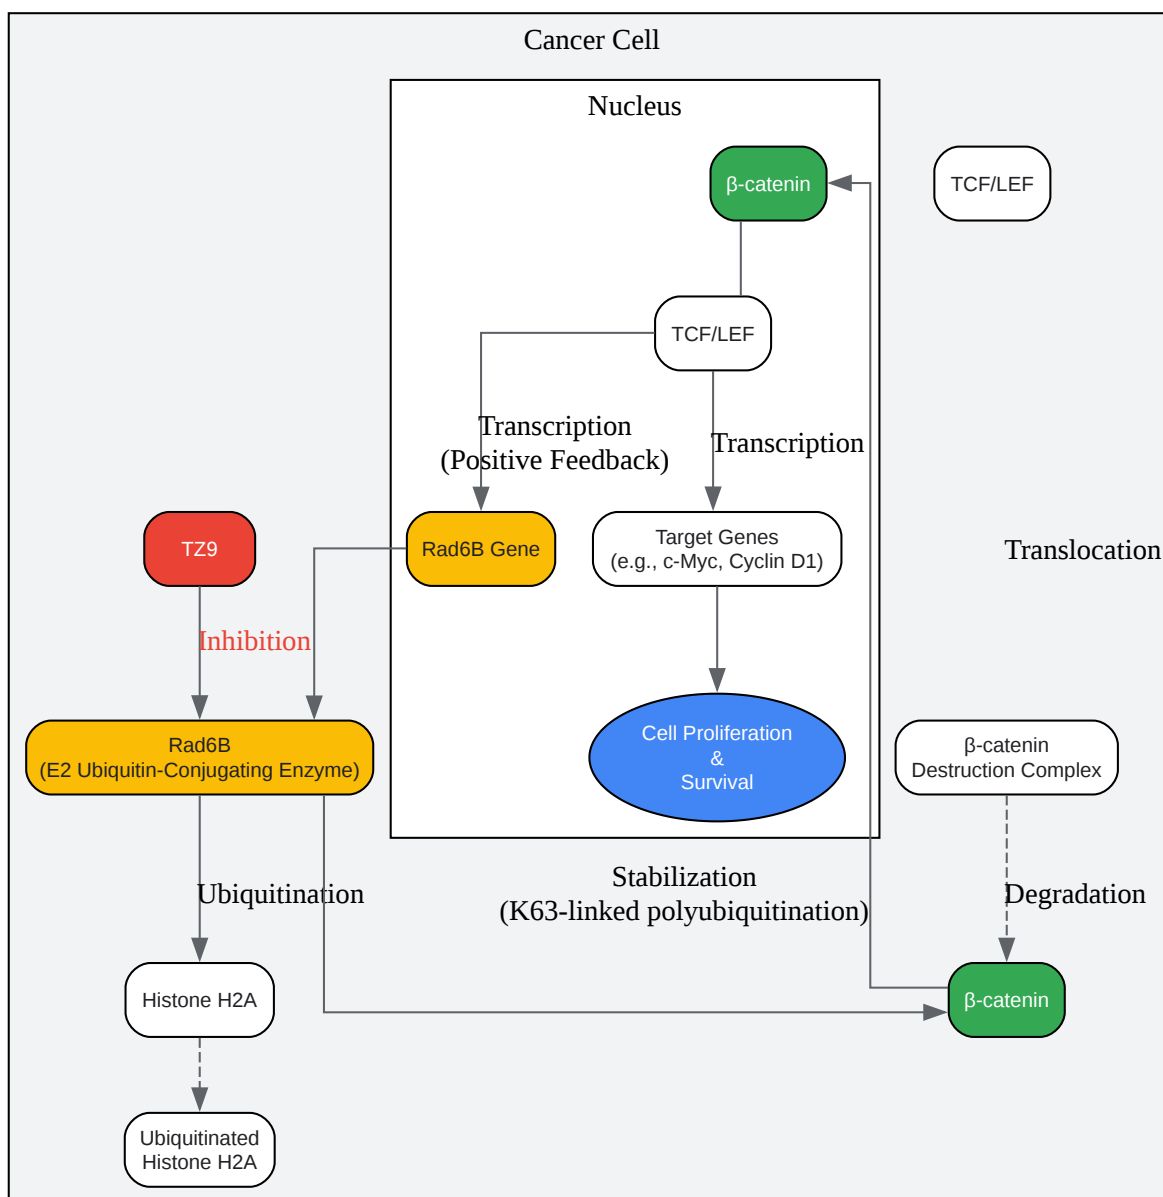 Cancer Cell
Nucleus
β-catenin
TCF/LEF
TCF/LEF
Transcription
(Positive Feedback)
Transcription
TZ9
Rad6B Gene
Target Genes
(e.g., c-Myc, Cyclin D1)
Translocation
Inhibition
Rad6B
(E2 Ubiquitin-Conjugating Enzyme)
Cell Proliferation
&
Survival
β-catenin
Destruction Complex
Ubiquitination
Stabilization
(K63-linked polyubiquitination)
Degradation
Histone H2A
β-catenin
Ubiquitinated
Histone H2A